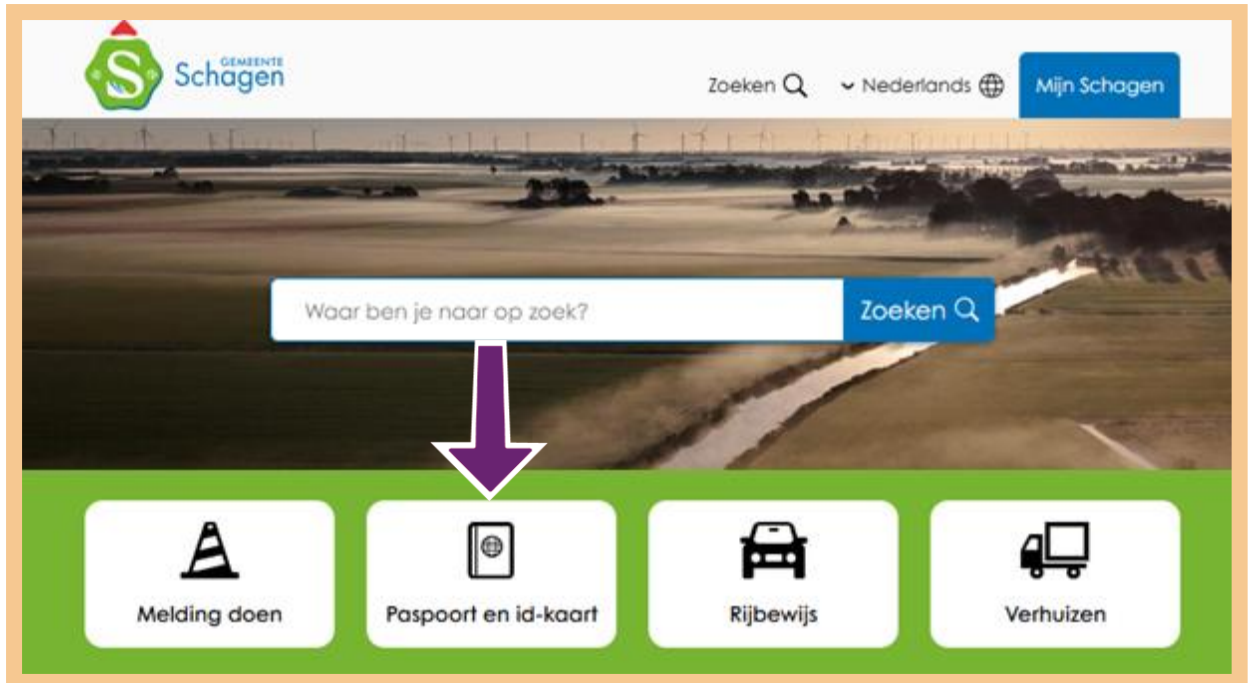 S
GEMEENTE
Schagen
Zoeken
Nederlands
Mijn Schagen
Waar ben je naar op zoek?
Zoeken
Melding doen
Paspoort en id-kaart
Rijbewijs
Verhuizen